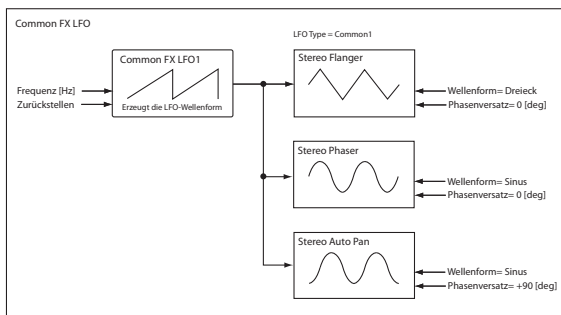 Common FX LFO
LFO Type = Common1
Common FX LFO1
Frequenz [Hz]
Zurückstellen
Erzeugt die LFO-Wellenform
Stereo Flanger
Wellenform= Dreieck
Phasenversatz= 0 [deg]
Stereo Phaser
Wellenform= Sinus
Phasenversatz= 0 [deg]
Stereo Auto Pan
Wellenform= Sinus
Phasenversatz= +90 [deg]